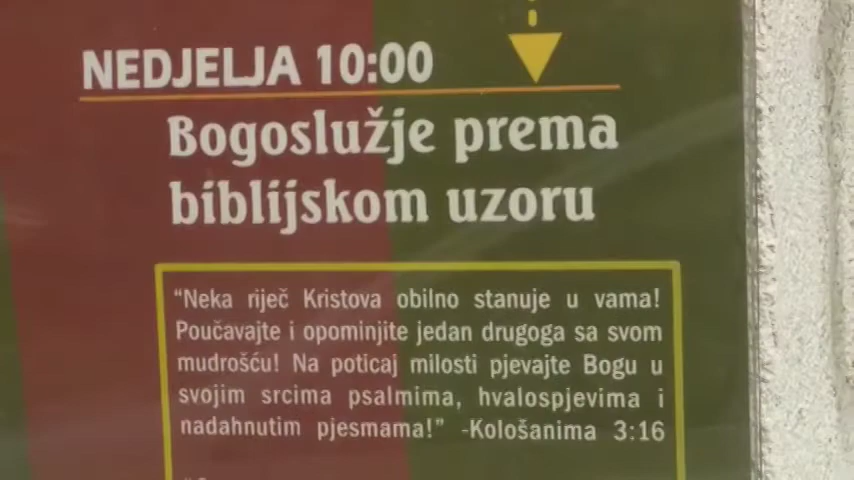 NEDJELJA 10:00
Bogoslužje prema
biblijskom uzoru
“Neka riječ Kristova obilno stanuje u vama!
Poučavajte i opominjite jedan drugoga sa svom
mudrošću! Na poticaj milosti pjevajte Bogu u
svojim srcima psalmima, hvalospjevima i
nadahnutim pjesmama!” -Kološanima 3:16